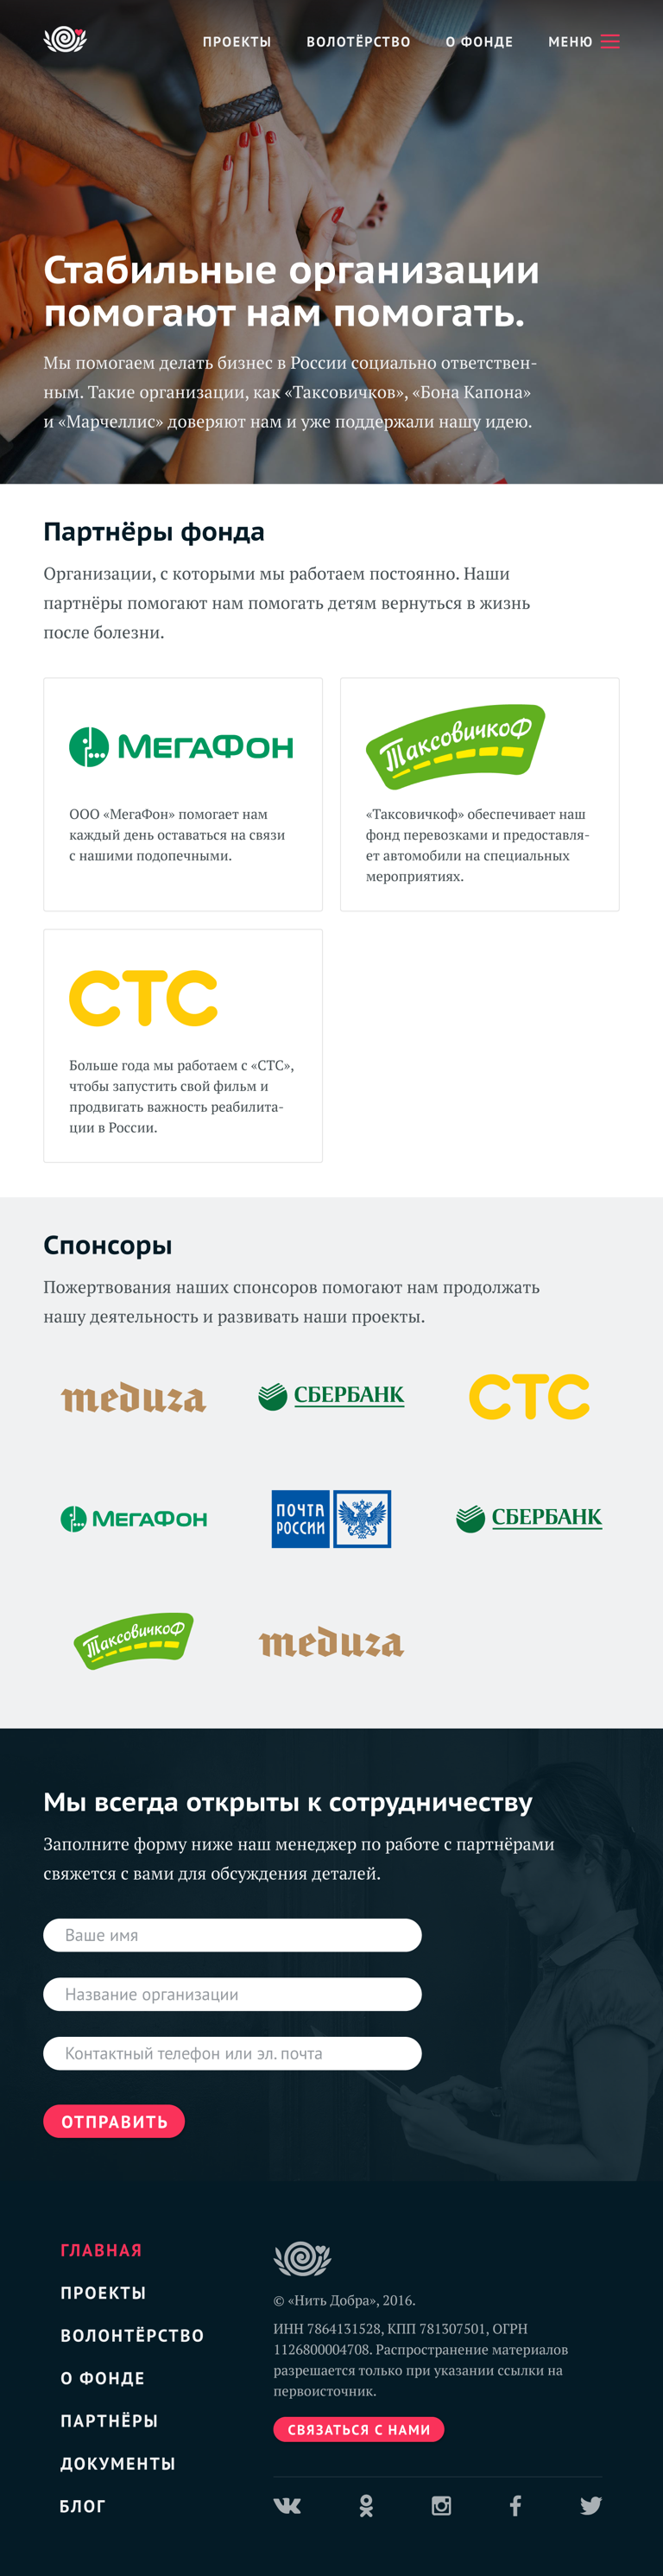 ПРОЕКТЫ ВОЛОТЁРСТВО О ФОНДЕ МЕНЮ
Стабильные организации
помогают нам помогать.
Мы помогаем делать бизнес в России социально ответствен-
ным. Такие организации, как «Таксовичков», «Бона Капона»
и «Марчеллис» доверяют нам и уже поддержали нашу идею.
Партнёры фонда
Организации, с которыми мы работаем постоянно. Наши
партнёры помогают нам помогать детям вернуться в жизнь
после болезни.
МЕГАФОН
ООО «МегаФон» помогает нам
каждый день оставаться на связи
с нашими подопечными.
ТаксовичкоФ
«Таксовичкоф» обеспечивает наш
фонд перевозками и предоставля-
ет автомобили на специальных
мероприятиях.
СТС
Больше года мы работаем с «СТС»,
чтобы запустить свой фильм и
продвигать важность реабилита-
ции в России.
Спонсоры
Пожертвования наших спонсоров помогают нам продолжать
нашу деятельность и развивать наши проекты.
meduza СБЕРБАНК СТС
МЕГАФОН ПОЧТА
РОССИИ СБЕРБАНК
ТаксовичкоФ meduza
Мы всегда открыты к сотрудничеству
Заполните форму ниже наш менеджер по работе с партнёрами
свяжется с вами для обсуждения деталей.
Ваше имя
Название организации
Контактный телефон или эл. почта
ОТПРАВИТЬ
ГЛАВНАЯ
ПРОЕКТЫ
ВОЛОНТЁРСТВО
О ФОНДЕ
ПАРТНЁРЫ
ДОКУМЕНТЫ
БЛОГ
© «Нить Добра», 2016.
ИНН 7864131528, КПП 781307501, ОГРН
1126800004708. Распространение материалов
разрешается только при указании ссылки на
первоисточник.
СВЯЗАТЬСЯ С НАМИ